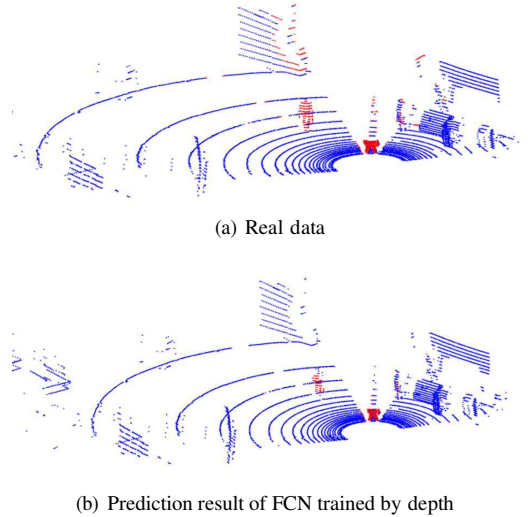 (a) Real data
(b) Prediction result of FCN trained by depth